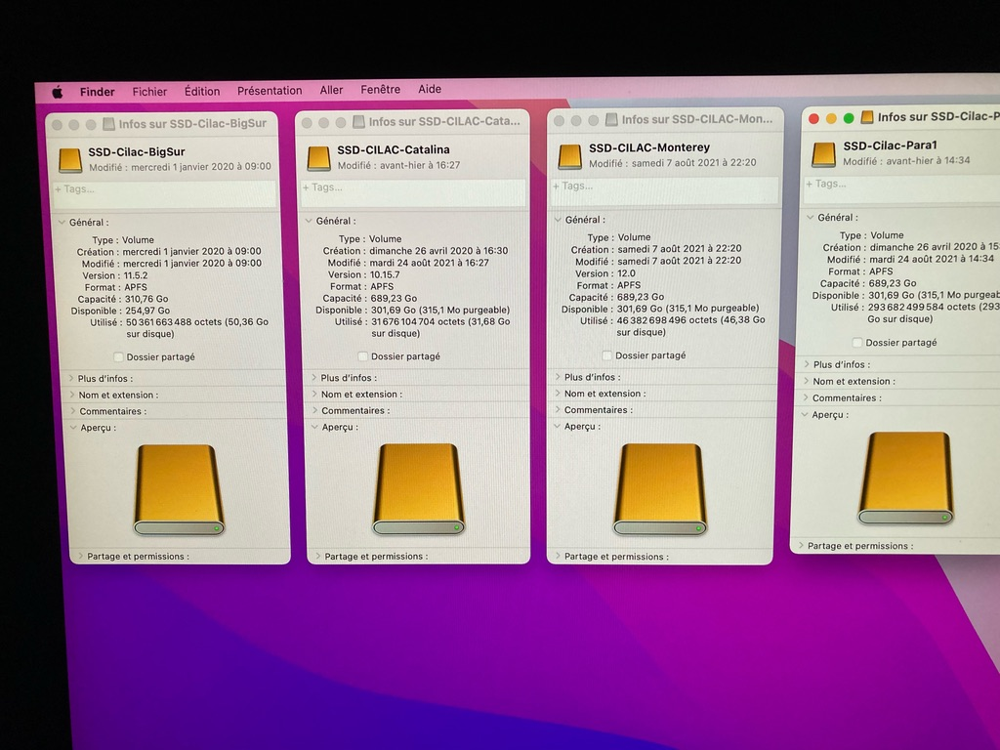 Finder Fichier Édition Présentation Aller Fenêtre Aide
Infos sur SSD-Cilac-BigSur
SSD-Cilac-BigSur
Modifié : mercredi 1 janvier 2020 à 09:00
+ Tags...
Général :
Type : Volume
Création : mercredi 1 janvier 2020 à 09:00
Modifié : mercredi 1 janvier 2020 à 09:00
Version : 11.5.2
Format : APFS
Capacité : 310,76 Go
Disponible : 254,97 Go
Utilisé : 50 361 663 488 octets (50,36 Go
sur disque)
Dossier partagé
Plus d'infos :
Nom et extension :
Commentaires :
Aperçu :
Partage et permissions :
Infos sur SSD-CILAC-Cata...
SSD-CILAC-Catalina
Modifié : avant-hier à 16:27
+ Tags...
Général :
Type : Volume
Création : dimanche 26 avril 2020 à 16:30
Modifié : mardi 24 août 2021 à 16:27
Version : 10.15.7
Format : APFS
Capacité : 689,23 Go
Disponible : 301,69 Go (315,1 Mo purgeable)
Utilisé : 31 676 104 704 octets (31,68 Go
sur disque)
Dossier partagé
Plus d'infos :
Nom et extension :
Commentaires :
Aperçu :
Partage et permissions :
Infos sur SSD-CILAC-Mon...
SSD-CILAC-Monterey
Modifié : samedi 7 août 2021 à 22:20
+ Tags...
Général :
Type : Volume
Création : samedi 7 août 2021 à 22:20
Modifié : samedi 7 août 2021 à 22:20
Version : 12.0
Format : APFS
Capacité : 689,23 Go
Disponible : 301,69 Go (315,1 Mo purgeable)
Utilisé : 46 382 698 496 octets (46,38 Go
sur disque)
Dossier partagé
Plus d'infos :
Nom et extension :
Commentaires :
Aperçu :
Partage et permissions :
Infos sur SSD-Cilac-P
SSD-Cilac-Para1
Modifié : avant-hier à 14:34
+ Tags...
Général :
Type : Volume
Création : dimanche 26 avril 2020 à 15:
Modifié : mardi 24 août 2021 à 14:34
Format : APFS
Capacité : 689,23 Go
Disponible : 301,69 Go (315,1 Mo purgeab
Utilisé : 293 682 499 584 octets (293
Go sur disque)
Dossier partagé
Plus d'infos :
Nom et extension :
Commentaires :
Aperçu :
Partage et permissions :